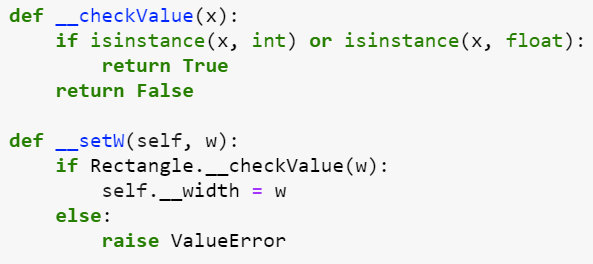 def __checkValue(x):
    if isinstance(x, int) or isinstance(x, float):
        return True
    return False

def __setW(self, w):
    if Rectangle.__checkValue(w):
        self.__width = w
    else:
        raise ValueError